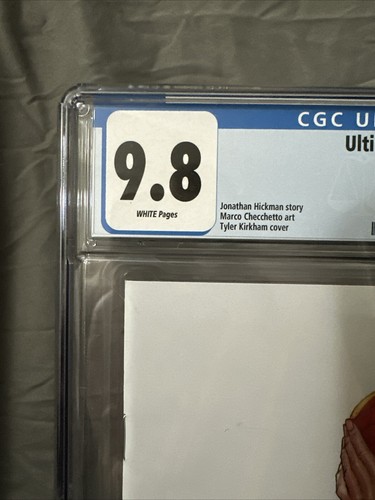 CGC U
Ulti
9.8
WHITE Pages
Jonathan Hickman story
Marco Checchetto art
Tyler Kirkham cover